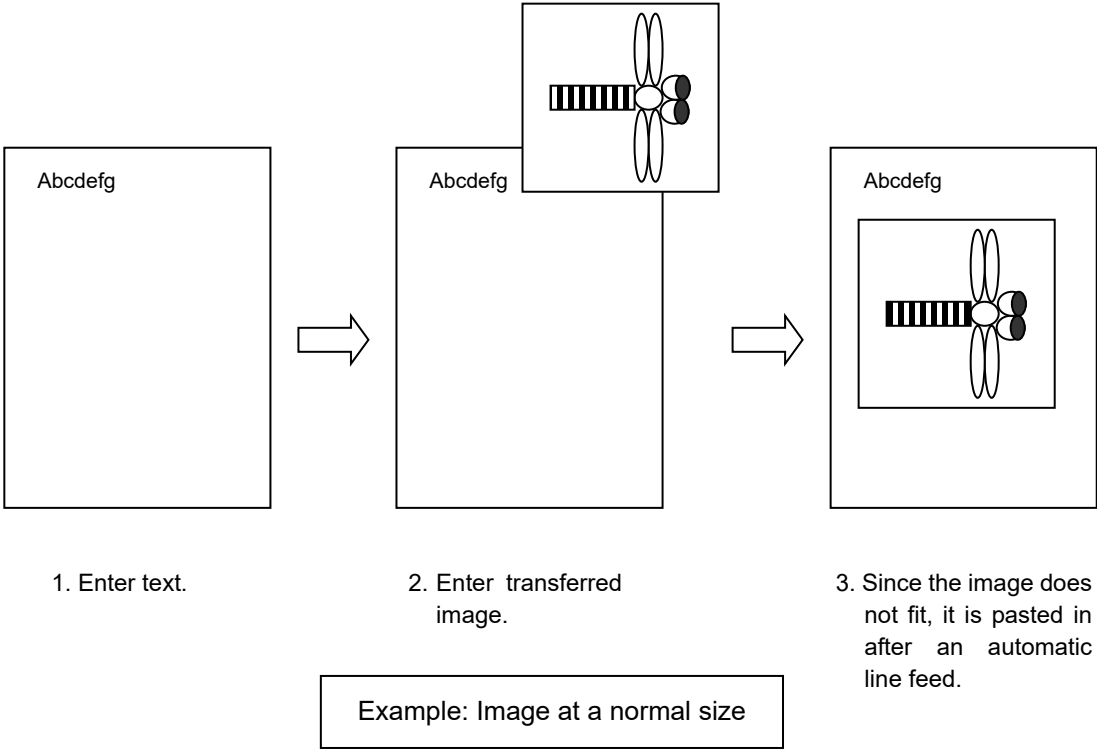 Abcdefg
Abcdefg
Abcdefg
1. Enter text.
2. Enter transferred
image.
3. Since the image does
not fit, it is pasted in
after an automatic
line feed.
Example: Image at a normal size